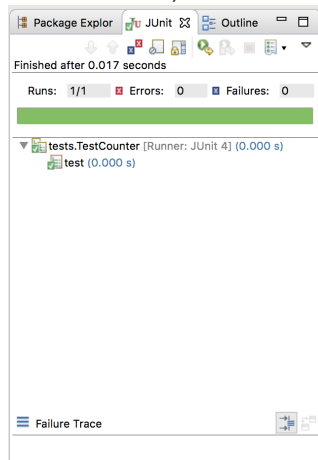 Package Explor JUnit Outline
Finished after 0.017 seconds
Runs: 1/1 Errors: 0 Failures: 0
tests.TestCounter [Runner: JUnit 4] (0.000 s)
test (0.000 s)
Failure Trace